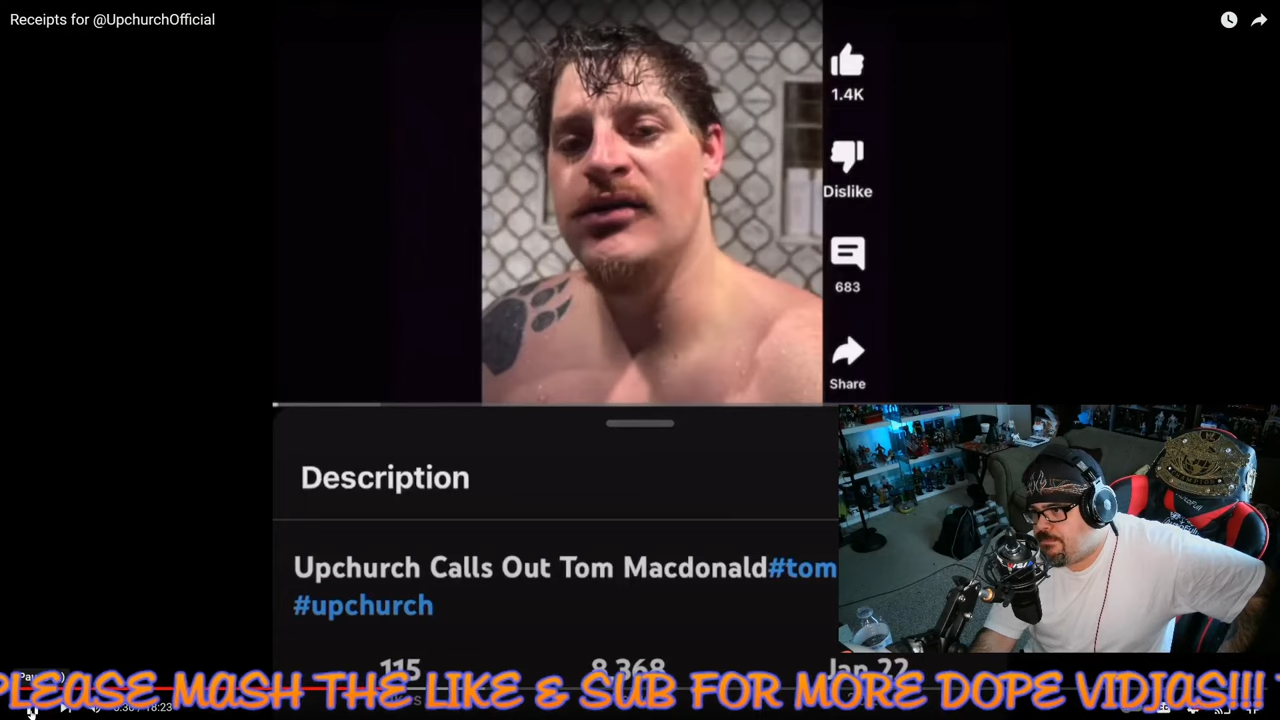 Receipts for @UpchurchOfficial
1.4K
Dislike
683
Share
Description
Upchurch Calls Out Tom Macdonald#tom
#upchurch
115
8,368
Jan 22
PLEASE MASH THE LIKE & SUB FOR MORE DOPE VIDJAS!!!